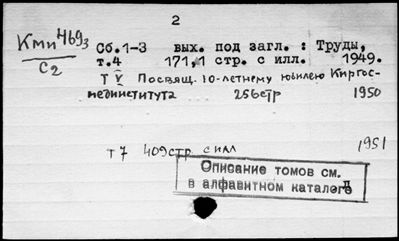 2
Кми 4693
С2
Сб.1-3 вых. под загл. : Труды,
т.4 171,1 стр. с илл. 1949.
Т V Посвящ. 10-летнему юбилею Киргос-
мединститута 256стр 1950
т 7 409стр. с илл 1951
Описание томов см.
в алфавитном каталоге